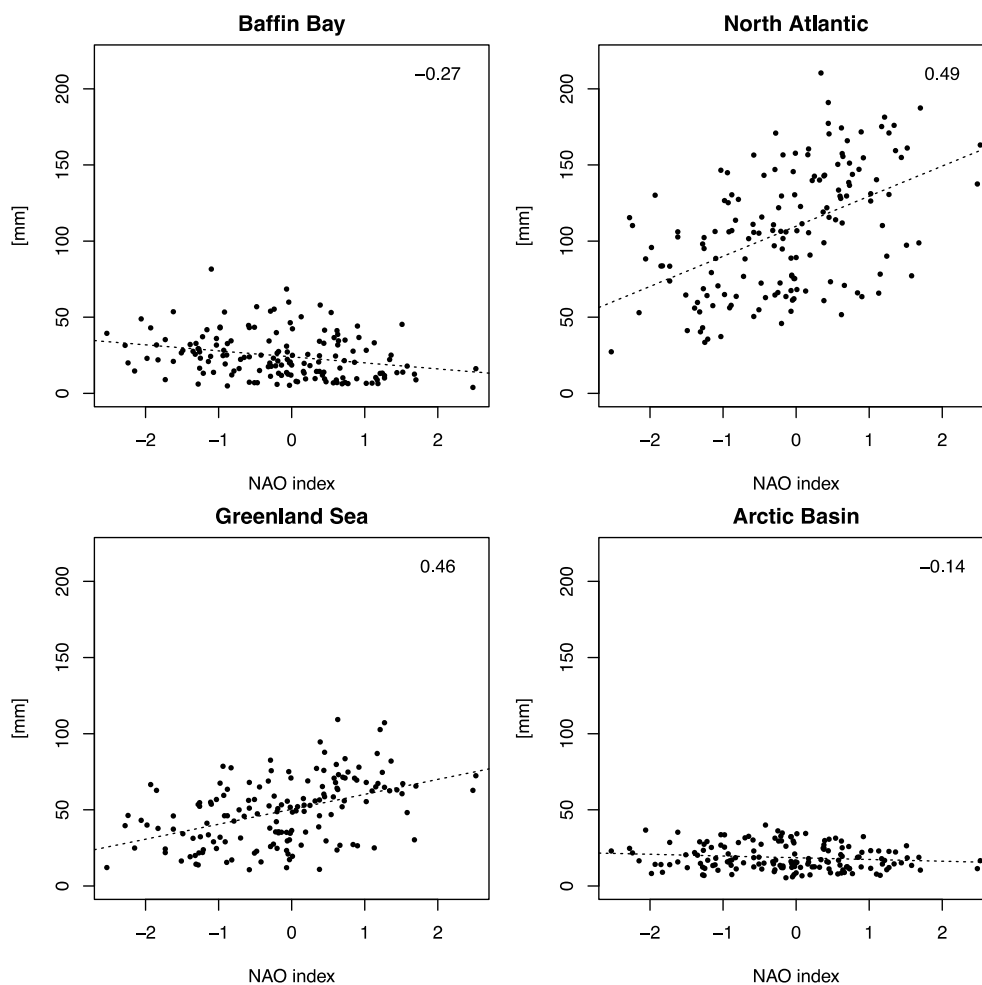 Baffin Bay
−0.27
[mm]
200
150
100
50
0
−2 −1 0 1 2
NAO index
North Atlantic
0.49
[mm]
200
150
100
50
0
−2 −1 0 1 2
NAO index
Greenland Sea
0.46
[mm]
200
150
100
50
0
−2 −1 0 1 2
NAO index
Arctic Basin
−0.14
[mm]
200
150
100
50
0
−2 −1 0 1 2
NAO index